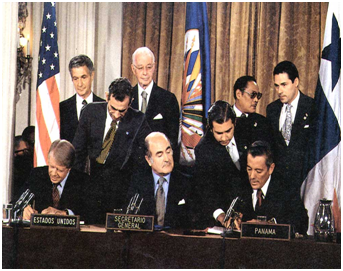 ESTADOS UNIDOS
SECRETARIO
GENERAL
PANAMA